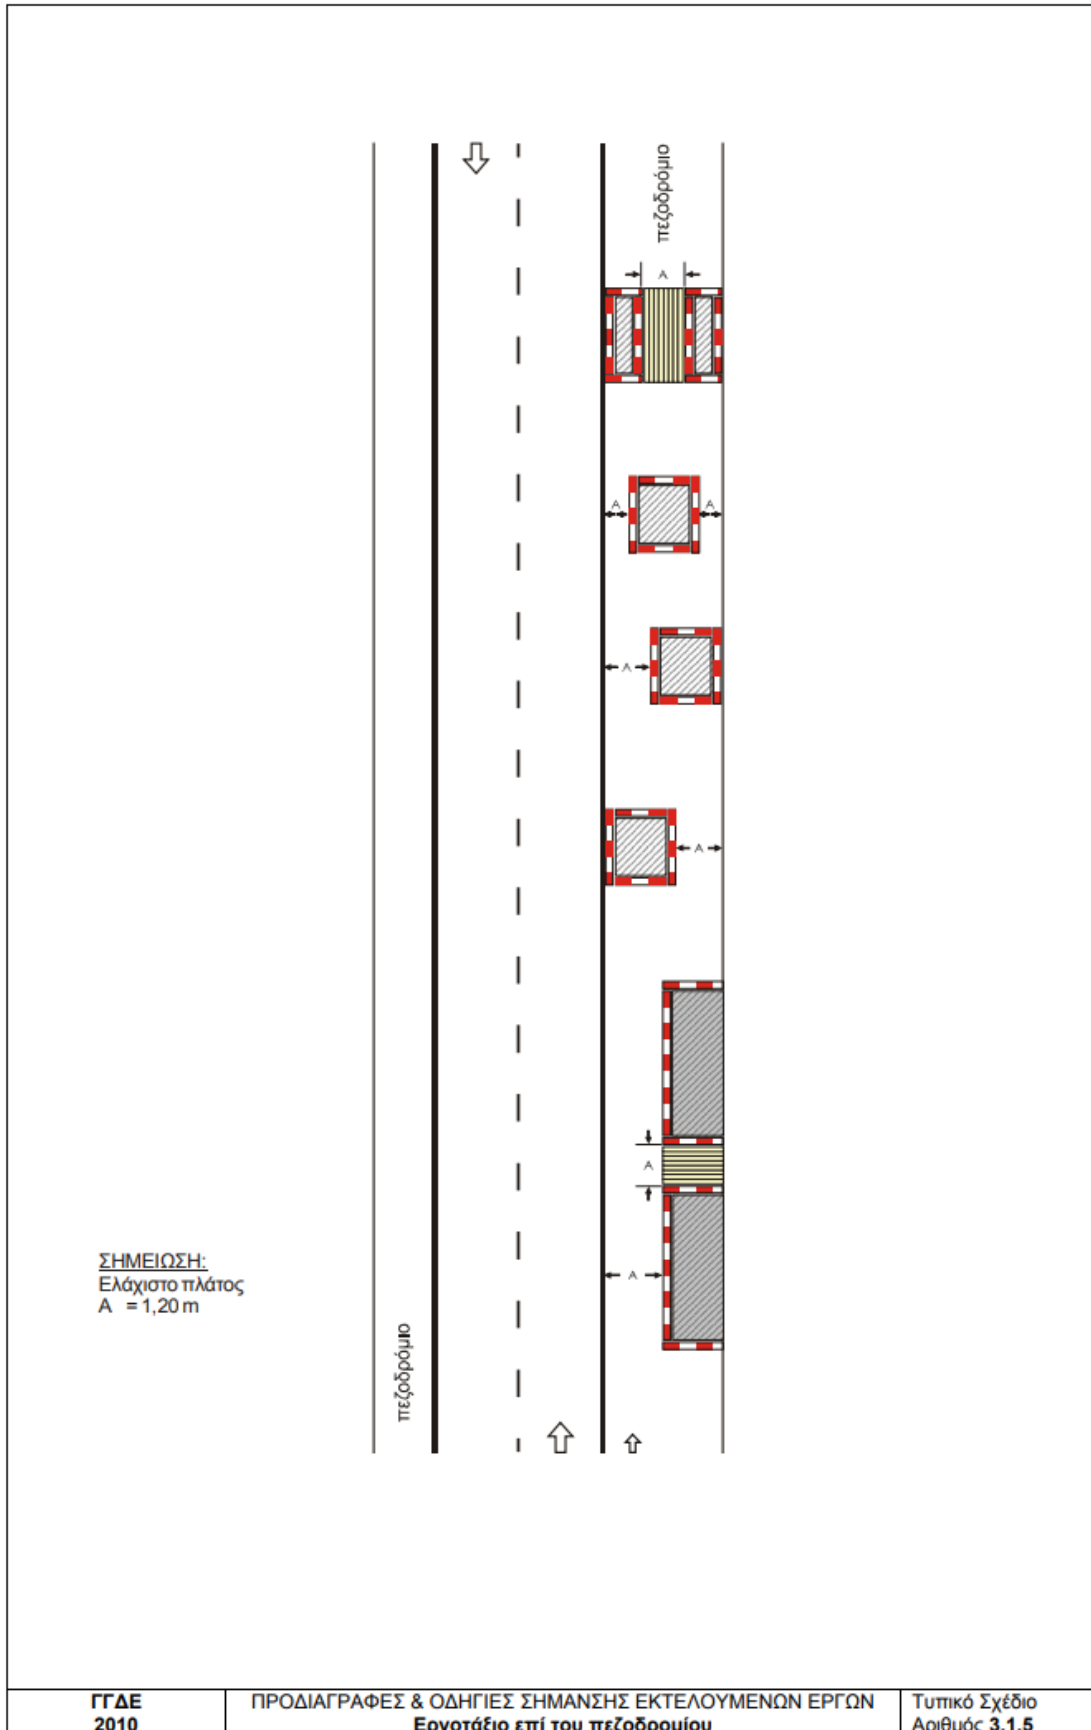 πεζοδρόμιο
A
A
A
A
A
A
A
ΣΗΜΕΙΩΣΗ:
Ελάχιστο πλάτος
A = 1,20 m
πεζοδρόμιο
ΓΓΔΕ
2010
ΠΡΟΔΙΑΓΡΑΦΕΣ & ΟΔΗΓΙΕΣ ΣΗΜΑΝΣΗΣ ΕΚΤΕΛΟΥΜΕΝΩΝ ΕΡΓΩΝ
Εργοτάξιο επί του πεζοδρομίου
Τυπικό Σχέδιο
Αριθμός 3.1.5